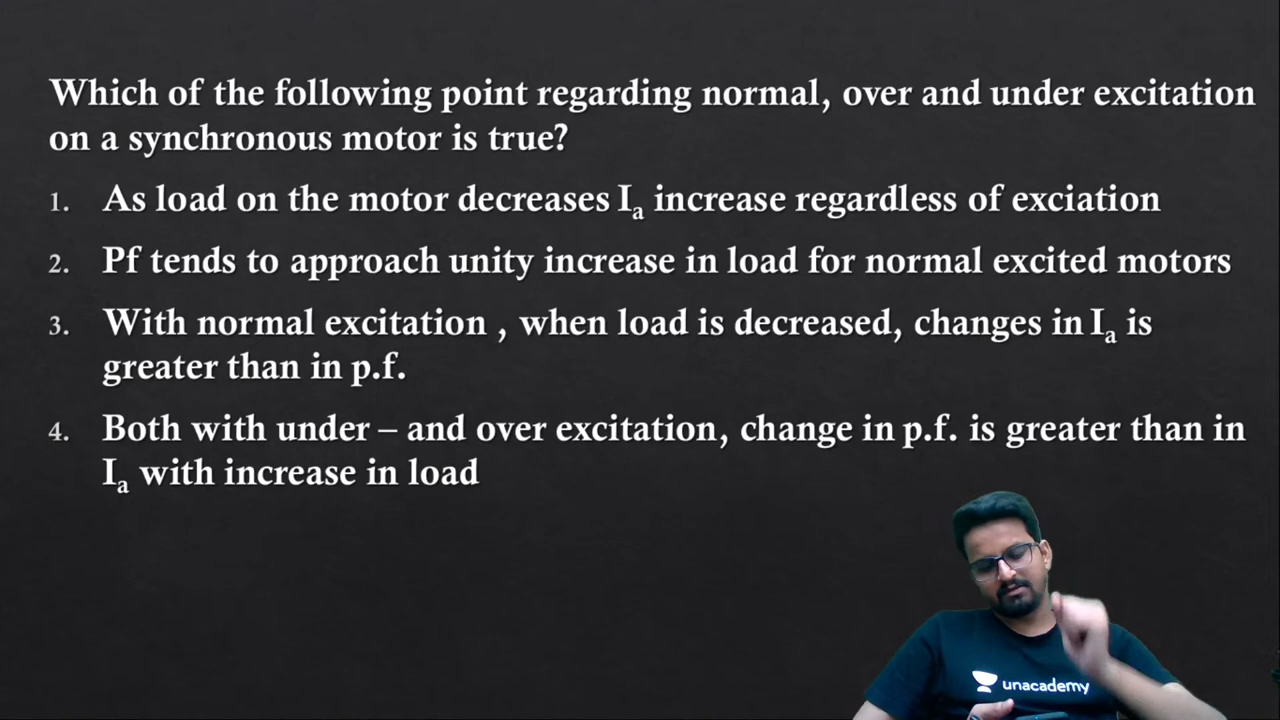 Which of the following point regarding normal, over and under excitation
on a synchronous motor is true?
1. As load on the motor decreases Ia increase regardless of exciation
2. Pf tends to approach unity increase in load for normal excited motors
3. With normal excitation , when load is decreased, changes in Ia is
greater than in p.f.
4. Both with under – and over excitation, change in p.f. is greater than in
Ia with increase in load
unacademy